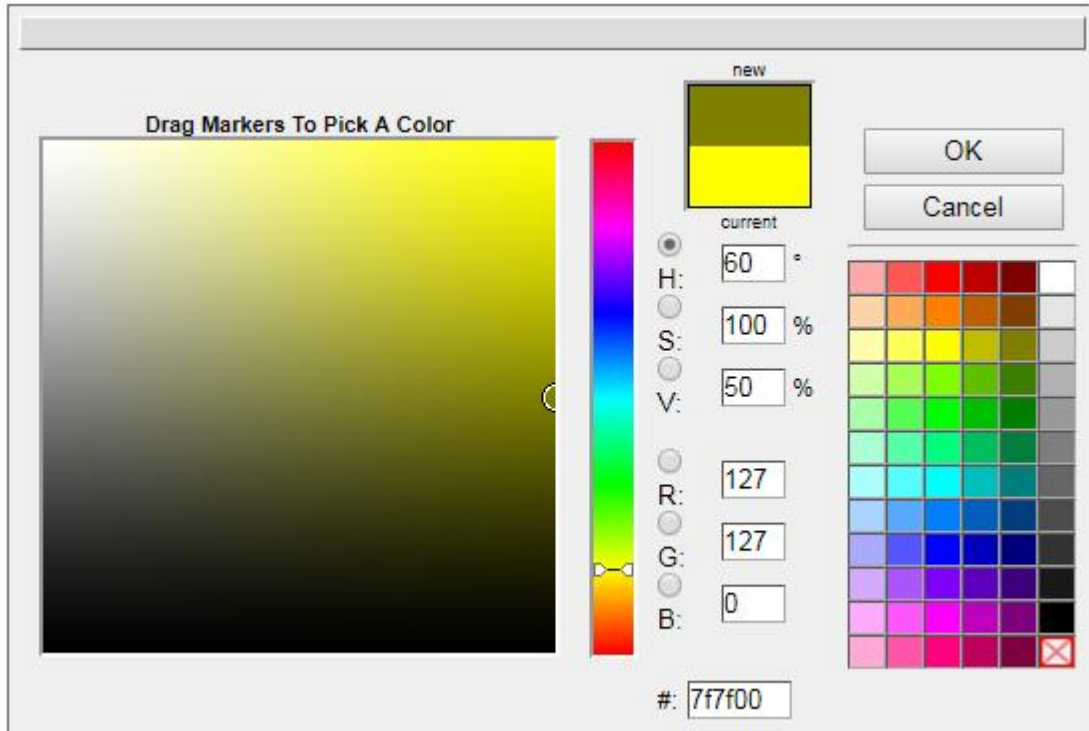 new
Drag Markers To Pick A Color
OK
Cancel
current
H: 60 °
S: 100 %
V: 50 %
R: 127
G: 127
B: 0
#: 7f7f00